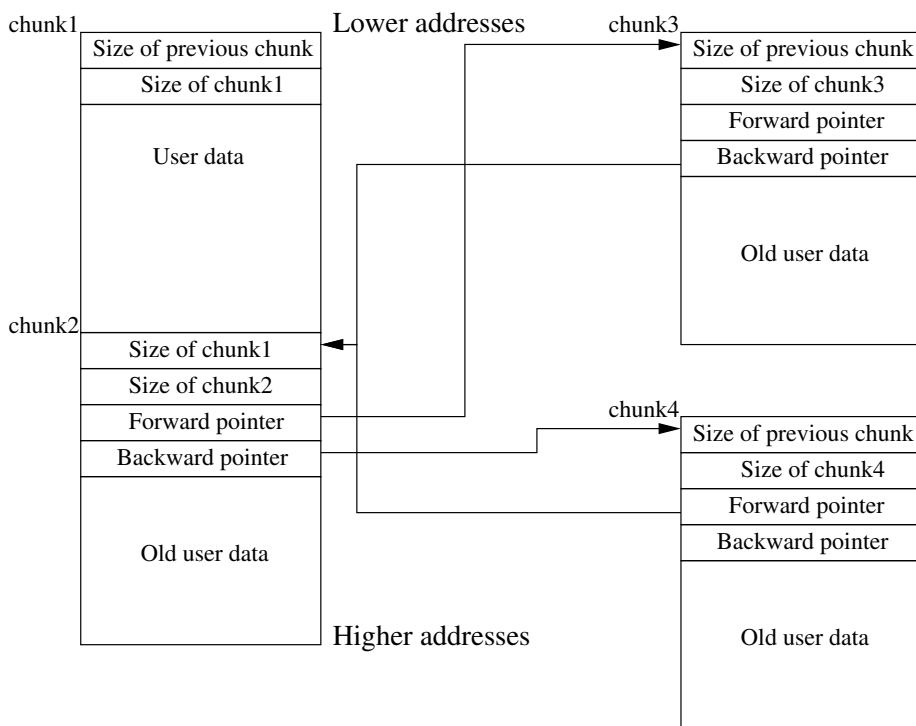 chunk1
Lower addresses
Size of previous chunk
Size of chunk1
User data
chunk2
Size of chunk1
Size of chunk2
Forward pointer
Backward pointer
Old user data
Higher addresses
chunk3
Size of previous chunk
Size of chunk3
Forward pointer
Backward pointer
Old user data
chunk4
Size of previous chunk
Size of chunk4
Forward pointer
Backward pointer
Old user data